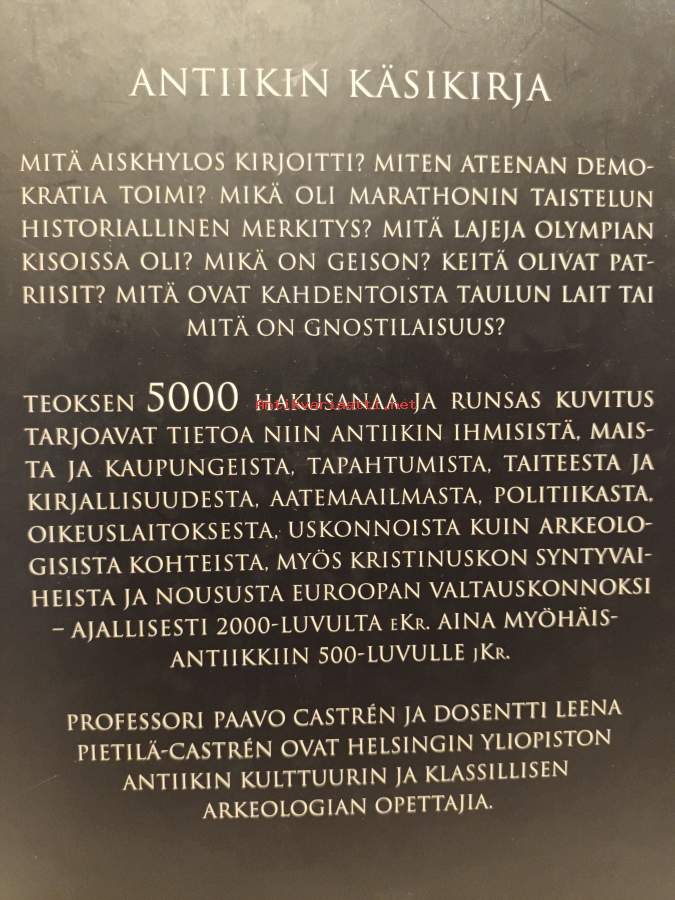 ANTIIKIN KÄSIKIRJA
MITÄ AISKHYLOS KIRJOITTI? MITEN ATEENAN DEMO-
KRATIA TOIMI? MIKÄ OLI MARATHONIN TAISTELUN
HISTORIALLINEN MERKITYS? MITÄ LAJEJA OLYMPIAN
KISOISSA OLI? MIKÄ ON GEISON? KEITÄ OLIVAT PAT-
RIISIT? MITÄ OVAT KAHDENTOISTA TAULUN LAIT TAI
MITÄ ON GNOSTILAISUUS?
TEOKSEN 5000 HAKUSANAA JA RUNSAS KUVITUS
Antikvariaatti.net
TARJOAVAT TIETOA NIIN ANTIIKIN IHMISISTÄ, MAIS-
TA JA KAUPUNGEISTA, TAPAHTUMISTA, TAITEESTA JA
KIRJALLISUUDESTA, AATEMAAILMASTA, POLITIIKASTA,
OIKEUSLAITOKSESTA, USKONNOISTA KUIN ARKEOLO-
GISISTA KOHTEISTA, MYÖS KRISTINUSKON SYNTYVAI-
HEISTA JA NOUSUSTA EUROOPAN VALTAUSKONNOKSI
– AJALLISESTI 2000-LUVULTA EKR. AINA MYÖHÄIS-
ANTIIKKIIN 500-LUVULLE JKR.
PROFESSORI PAAVO CASTRÉN JA DOSENTTI LEENA
PIETILÄ-CASTRÉN OVAT HELSINGIN YLIOPISTON
ANTIIKIN KULTTUURIN JA KLASSILLISEN
ARKEOLOGIAN OPETTAJIA.